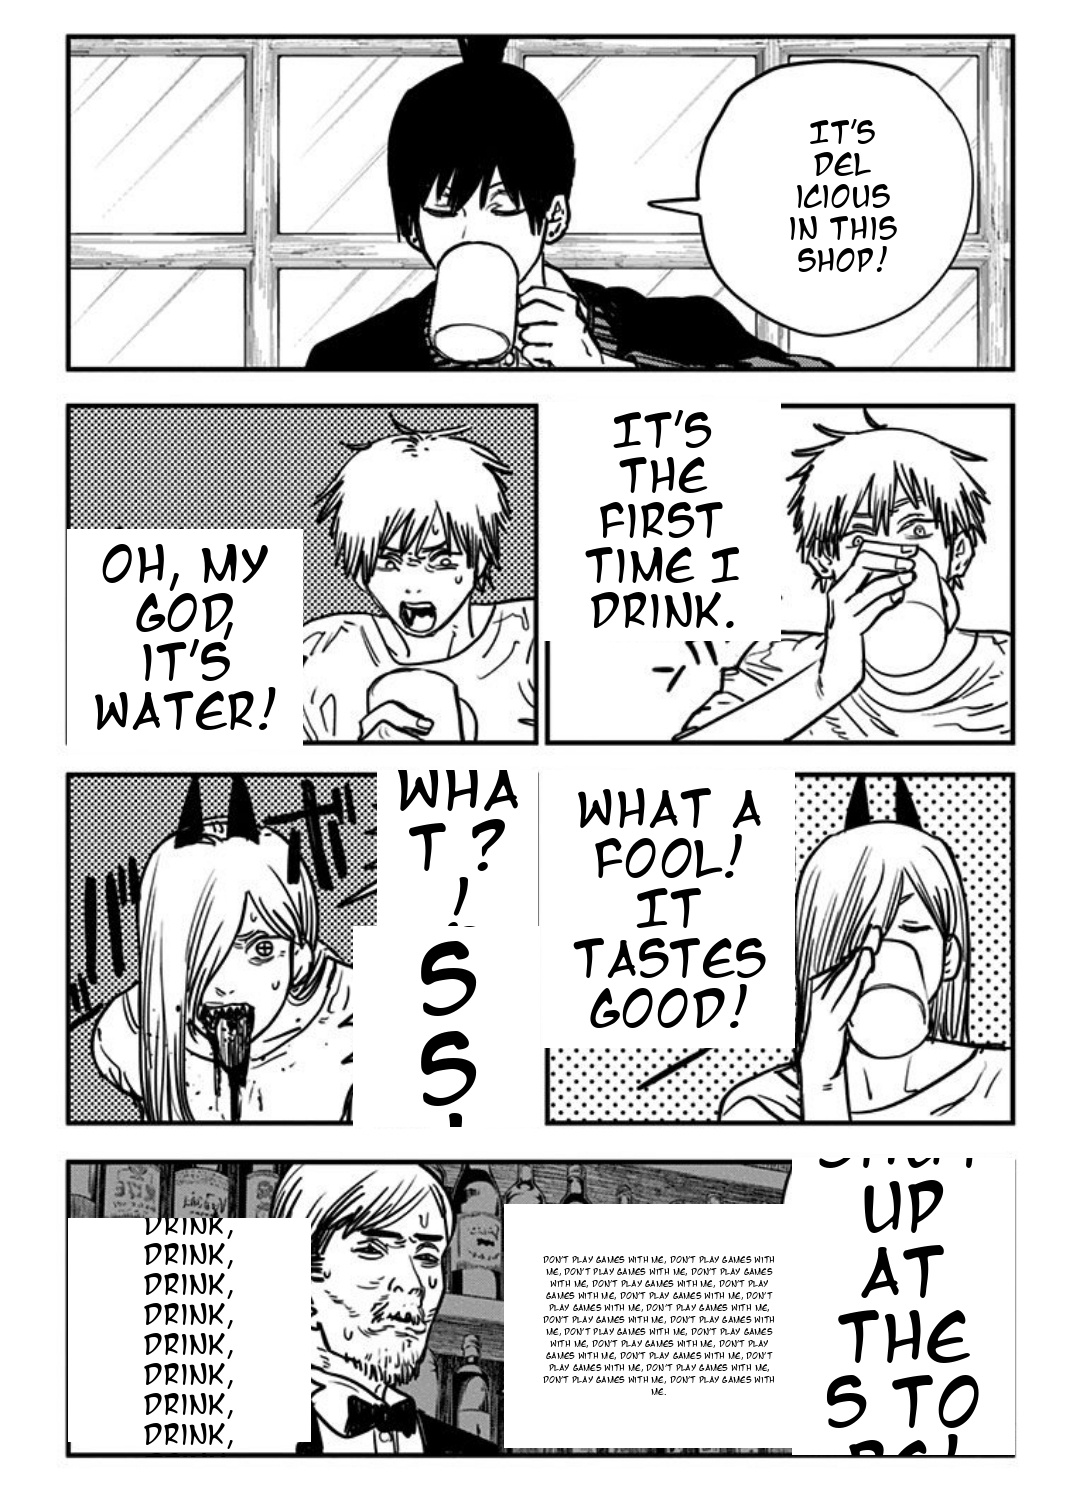 IT'S
DEL
ICIOUS
IN THIS
SHOP!
IT'S
THE
FIRST
TIME I
DRINK.
OH, MY
GOD,
IT'S
WATER!
WHAT A
FOOL!
IT
TASTES
GOOD!
WHA
T?
!
S
S
!
SHUT
UP
AT
THE
S TO
RE!
DON'T PLAY GAMES WITH ME, DON'T PLAY GAMES WITH
ME, DON'T PLAY GAMES WITH ME, DON'T PLAY GAMES
WITH ME, DON'T PLAY GAMES WITH ME, DON'T PLAY
GAMES WITH ME, DON'T PLAY GAMES WITH ME, DON'T
PLAY GAMES WITH ME, DON'T PLAY GAMES WITH ME,
DON'T PLAY GAMES WITH ME, DON'T PLAY GAMES WITH
ME, DON'T PLAY GAMES WITH ME, DON'T PLAY GAMES
WITH ME, DON'T PLAY GAMES WITH ME, DON'T PLAY
GAMES WITH ME, DON'T PLAY GAMES WITH ME, DON'T
PLAY GAMES WITH ME, DON'T PLAY GAMES WITH ME,
DON'T PLAY GAMES WITH ME, DON'T PLAY GAMES WITH
ME.
DRINK,
DRINK,
DRINK,
DRINK,
DRINK,
DRINK,
DRINK,
DRINK,